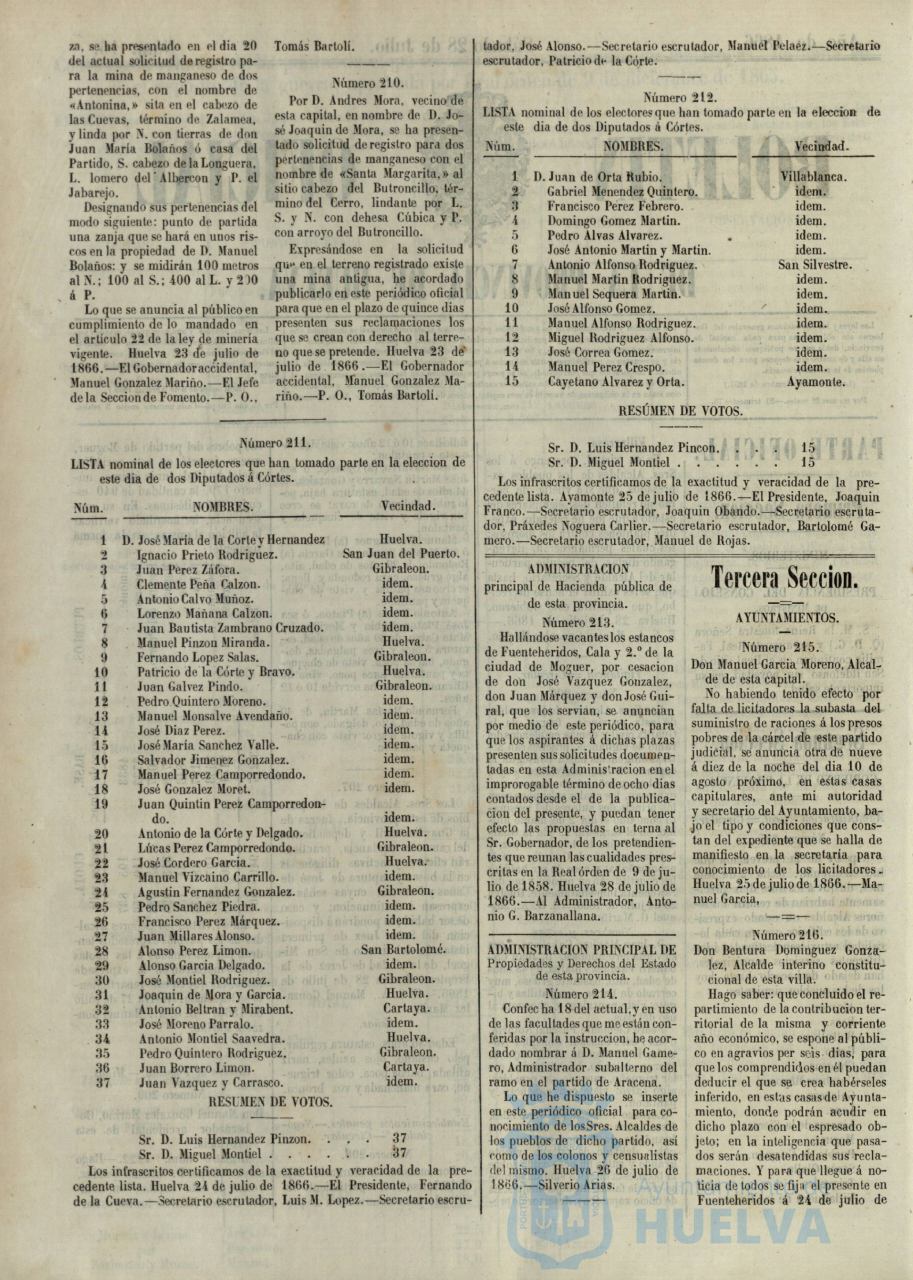 za, se ha presentado en el dia 20
del actual solicitud de registro pa-
ra la mina de manganeso de dos
pertenencias, con el nombre de
«Antonina,» sita en el cabezo de
las Cuevas, término de Zalamea,
y linda por N. con tierras de don
Juan María Bolaños ó casa del
Partido, S. cabezo de la Longuera,
L. lomero del Albercon y P. el
Jabarejo.
Designando sus pertenencias del
modo siguiente: punto de partida
una zanja que se hará en unos ris-
cos en la propiedad de D. Manuel
Bolaños: y se midirán 100 metros
al N.; 100 al S.; 400 al L. y 200
á P.
Lo que se anuncia al público en
cumplimiento de lo mandado en
el artículo 22 de la ley de minería
vigente. Huelva 23 de julio de
1866.—El Gobernador accidental,
Manuel Gonzalez Mariño.—El Jefe
de la Seccion de Fomento.—P. O.,
Tomás Bartolí.
Número 210.
Por D. Andres Mora, vecino de
esta capital, en nombre de D. Jo-
sé Joaquin de Mora, se ha presen-
tado solicitud de registro para dos
pertenencias de manganeso con el
nombre de «Santa Margarita,» al
sitio cabezo del Butroncillo, tér-
mino del Cerro, lindante por L.
S. y N. con dehesa Cúbica y P.
con arroyo del Butroncillo.
Expresándose en la solicitud
que en el terreno registrado existe
una mina antigua, he acordado
publicarlo en este periódico oficial
para que en el plazo de quince dias
presenten sus reclamaciones los
que se crean con derecho al terre-
no que se pretende. Huelva 23 de
julio de 1866.—El Gobernador
accidental, Manuel Gonzalez Ma-
riño.—P. O., Tomás Bartolí.
Número 211.
LISTA nominal de los electores que han tomado parte en la eleccion de
este dia de dos Diputados á Córtes.
Núm. NOMBRES. Vecindad.
1 D. José Maria de la Corte y Hernandez Huelva.
2 Ignacio Prieto Rodriguez. San Juan del Puerto.
3 Juan Perez Záfora. Gibraleon.
4 Clemente Peña Calzon. idem.
5 Antonio Calvo Muñoz. idem.
6 Lorenzo Mañana Calzon. idem.
7 Juan Bautista Zambrano Cruzado. idem.
8 Manuel Pinzon Miranda. Huelva.
9 Fernando Lopez Salas. Gibraleon.
10 Patricio de la Córte y Bravo. Huelva.
11 Juan Galvez Pindo. Gibraleon.
12 Pedro Quintero Moreno. idem.
13 Manuel Monsalve Avendaño. idem.
14 José Diaz Perez. idem.
15 José María Sanchez Valle. idem.
16 Salvador Jimenez Gonzalez. idem.
17 Manuel Perez Camporredondo. idem.
18 José Gonzalez Moret. idem.
19 Juan Quintin Perez Camporredon-
do. idem.
20 Antonio de la Córte y Delgado. Huelva.
21 Lúcas Perez Camporredondo. Gibraleon.
22 José Cordero García. Huelva.
23 Manuel Vizcaino Carrillo. idem.
24 Agustin Fernandez Gonzalez. Gibraleon.
25 Pedro Sanchez Piedra. idem.
26 Francisco Perez Márquez. idem.
27 Juan Millares Alonso. idem.
28 Alonso Perez Limon. San Bartolomé.
29 Alonso Garcia Delgado. idem.
30 José Montiel Rodriguez. Gibraleon.
31 Joaquin de Mora y Garcia. Huelva.
32 Antonio Beltran y Mirabent. Cartaya.
33 José Moreno Parralo. idem.
34 Antonio Montiel Saavedra. Huelva.
35 Pedro Quintero Rodriguez. Gibraleon.
36 Juan Borrero Limon. Cartaya.
37 Juan Vazquez y Carrasco. idem.
RESUMEN DE VOTOS.
Sr. D. Luis Hernandez Pinzon. . . . 37
Sr. D. Miguel Montiel . . . . . . 37
Los infrascritos certificamos de la exactitud y veracidad de la pre-
cedente lista. Huelva 24 de julio de 1866.—El Presidente, Fernando
de la Cueva.—Secretario escrutador, Luis M. Lopez.—Secretario escru-
tador, José Alonso.—Secretario escrutador, Manuel Pelaéz.—Secretario
escrutador, Patricio de la Córte.
Número 212.
LISTA nominal de los electores que han tomado parte en la eleccion de
este dia de dos Diputados á Córtes.
Núm. NOMBRES. Vecindad.
1 D. Juan de Orta Rubio. Villablanca.
2 Gabriel Menendez Quintero. idem.
3 Francisco Perez Febrero. idem.
4 Domingo Gomez Martin. idem.
5 Pedro Alvas Alvarez. idem.
6 José Antonio Martin y Martin. idem.
7 Antonio Alfonso Rodriguez. San Silvestre.
8 Manuel Martin Rodriguez. idem.
9 Manuel Sequera Martin. idem.
10 José Alfonso Gomez. idem.
11 Manuel Alfonso Rodriguez. idem.
12 Miguel Rodriguez Alfonso. idem.
13 José Correa Gomez. idem.
14 Manuel Perez Crespo. idem.
15 Cayetano Alvarez y Orta. Ayamonte.
RESÚMEN DE VOTOS.
Sr. D. Luis Hernandez Pincon. . . . 15
Sr. D. Miguel Montiel . . . . . . 15
Los infrascritos certificamos de la exactitud y veracidad de la pre-
cedente lista. Ayamonte 25 de julio de 1866.—El Presidente, Joaquin
Franco.—Secretario escrutador, Joaquin Obando.—Secretario escruta-
dor, Práxedes Noguera Carlier.—Secretario escrutador, Bartolomé Ga-
mero.—Secretario escrutador, Manuel de Rojas.
ADMINISTRACION
principal de Hacienda pública de
de esta provincia.
Número 213.
Hallándose vacantes los estancos
de Fuenteheridos, Cala y 2.º de la
ciudad de Moguer, por cesacion
de don José Vazquez Gonzalez,
don Juan Márquez y don José Gui-
ral, que los servian, se anuncian
por medio de este periódico, para
que los aspirantes á dichas plazas
presenten sus solicitudes documen-
tadas en esta Administracion en el
improrogable término de ocho dias
contados desde el de la publica-
cion del presente, y puedan tener
efecto las propuestas en terna al
Sr. Gobernador, de los pretendien-
tes que reunan las cualidades pres-
critas en la Real órden de 9 de ju-
lio de 1858. Huelva 28 de julio de
1866.—Al Administrador, Anto-
nio G. Barzanallana.
ADMINISTRACION PRINCIPAL DE
Propiedades y Derechos del Estado
de esta provincia.
Número 214.
Con fecha 18 del actual, y en uso
de las facultades que me están con-
feridas por la instruccion, he acor-
dado nombrar á D. Manuel Game-
ro, Administrador subalterno del
ramo en el partido de Aracena.
Lo que he dispuesto se inserte
en este periódico oficial para co-
nocimiento de los Sres. Alcaldes de
los pueblos de dicho partido, así
como de los colonos y censualistas
del mismo. Huelva 26 de julio de
1866.—Silverio Arias.
Tercera Seccion.
AYUNTAMIENTOS.
Número 215.
Don Manuel Garcia Moreno, Alcal-
de de esta capital.
No habiendo tenido efecto por
falta de licitadores la subasta del
suministro de raciones á los presos
pobres de la cárcel de este partido
judicial, se anuncia otra de nueve
á diez de la noche del dia 10 de
agosto próximo, en estas casas
capitulares, ante mi autoridad
y secretario del Ayuntamiento, ba-
jo el tipo y condiciones que cons-
tan del expediente que se halla de
manifiesto en la secretaría para
conocimiento de los licitadores.
Huelva 25 de julio de 1866.—Ma-
nuel Garcia,
Número 216.
Don Bentura Dominguez Gonza-
lez, Alcalde interino constitu-
cional de esta villa.
Hago saber: que concluido el re-
partimiento de la contribucion ter-
ritorial de la misma y corriente
año económico, se espone al públi-
co en agravios por seis dias, para
que los comprendidos en él puedan
deducir el que se crea habérseles
inferido, en estas casas de Ayunta-
miento, donde podrán acudir en
dicho plazo con el espresado ob-
jeto; en la inteligencia que pasa-
dos serán desatendidas sus recla-
maciones. Y para que llegue á no-
ticia de todos se fija el presente en
Fuenteheridos á 24 de julio de
HUELVA